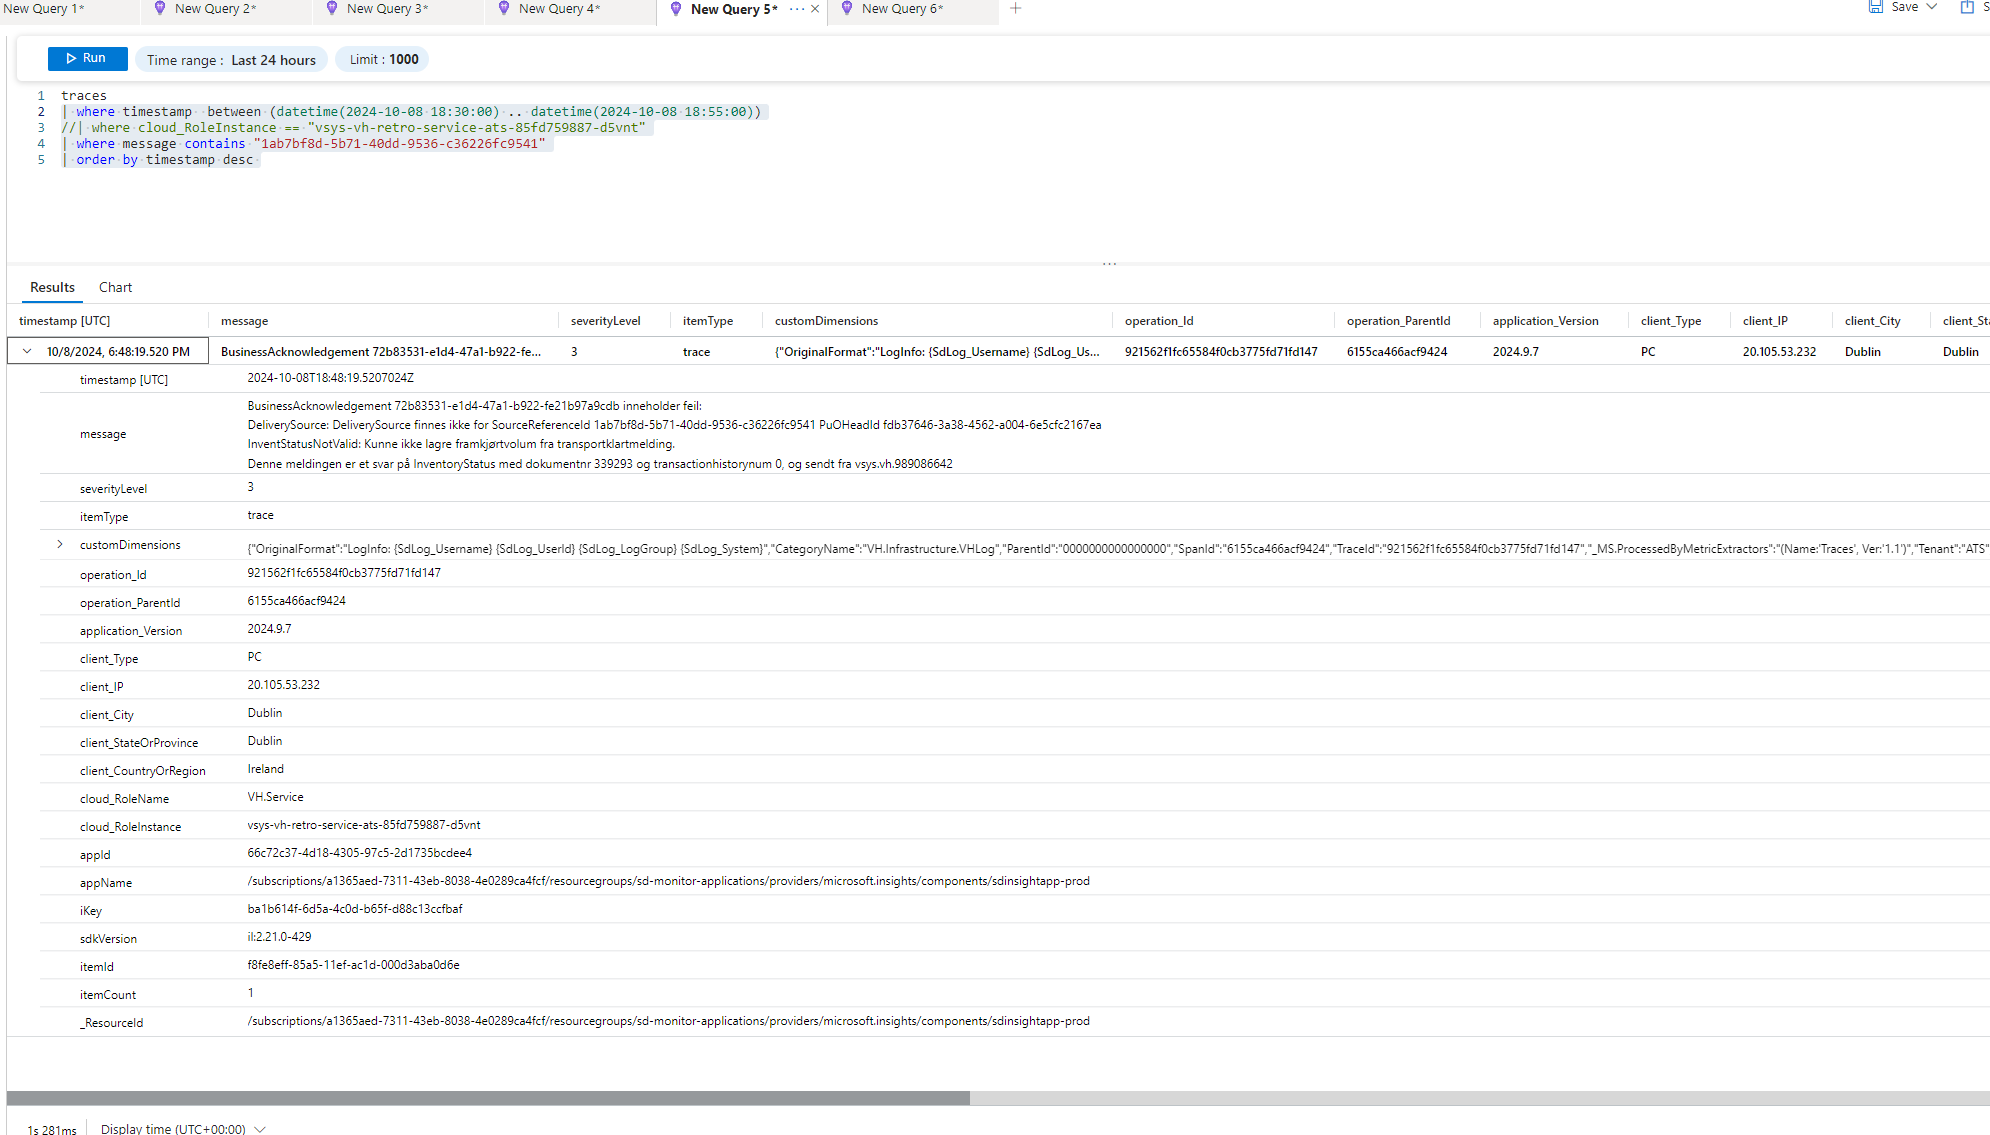 New Query 1*
New Query 2*
New Query 3*
New Query 4*
New Query 5* ···
New Query 6*
Save
Run
Time range : Last 24 hours
Limit : 1000
1 traces
2 | where timestamp  between (datetime(2024-10-08 18:30:00) .. datetime(2024-10-08 18:55:00))
3 //| where cloud_RoleInstance == "vsys-vh-retro-service-ats-85fd759887-d5vnt"
4 | where message contains "1ab7bf8d-5b71-40dd-9536-c36226fc9541"
5 | order by timestamp desc
Results Chart
timestamp [UTC] message severityLevel itemType customDimensions operation_Id operation_ParentId application_Version client_Type client_IP client_City client_Sta
10/8/2024, 6:48:19.520 PM BusinessAcknowledgement 72b83531-e1d4-47a1-b922-fe... 3 trace {"OriginalFormat":"LogInfo: {SdLog_Username} {SdLog_Us... 921562f1fc65584f0cb3775fd71fd147 6155ca466acf9424 2024.9.7 PC 20.105.53.232 Dublin Dublin
timestamp [UTC] 2024-10-08T18:48:19.5207024Z
message BusinessAcknowledgement 72b83531-e1d4-47a1-b922-fe21b97a9cdb inneholder feil:
DeliverySource: DeliverySource finnes ikke for SourceReferenceId 1ab7bf8d-5b71-40dd-9536-c36226fc9541 PuOHeadId fdb37646-3a38-4562-a004-6e5cfc2167ea
InventStatusNotValid: Kunne ikke lagre framkjørtvolum fra transportklartmelding.
Denne meldingen er et svar på InventoryStatus med dokumentnr 339293 og transactionhistorynum 0, og sendt fra vsys.vh.989086642
severityLevel 3
itemType trace
customDimensions {"OriginalFormat":"LogInfo: {SdLog_Username} {SdLog_UserId} {SdLog_LogGroup} {SdLog_System}","CategoryName":"VH.Infrastructure.VHLog","ParentId":"0000000000000000","SpanId":"6155ca466acf9424","TraceId":"921562f1fc65584f0cb3775fd71fd147","_MS.ProcessedByMetricExtractors":"(Name:'Traces', Ver:'1.1')","Tenant":"ATS"
operation_Id 921562f1fc65584f0cb3775fd71fd147
operation_ParentId 6155ca466acf9424
application_Version 2024.9.7
client_Type PC
client_IP 20.105.53.232
client_City Dublin
client_StateOrProvince Dublin
client_CountryOrRegion Ireland
cloud_RoleName VH.Service
cloud_RoleInstance vsys-vh-retro-service-ats-85fd759887-d5vnt
appId 66c72c37-4d18-4305-97c5-2d1735bcdee4
appName /subscriptions/a1365aed-7311-43eb-8038-4e0289ca4fcf/resourcegroups/sd-monitor-applications/providers/microsoft.insights/components/sdinsightapp-prod
iKey ba1b614f-6d5a-4c0d-b65f-d88c13ccfbaf
sdkVersion il:2.21.0-429
itemId f8fe8eff-85a5-11ef-ac1d-000d3aba0d6e
itemCount 1
_ResourceId /subscriptions/a1365aed-7311-43eb-8038-4e0289ca4fcf/resourcegroups/sd-monitor-applications/providers/microsoft.insights/components/sdinsightapp-prod
1s 281ms Display time (UTC+00:00)